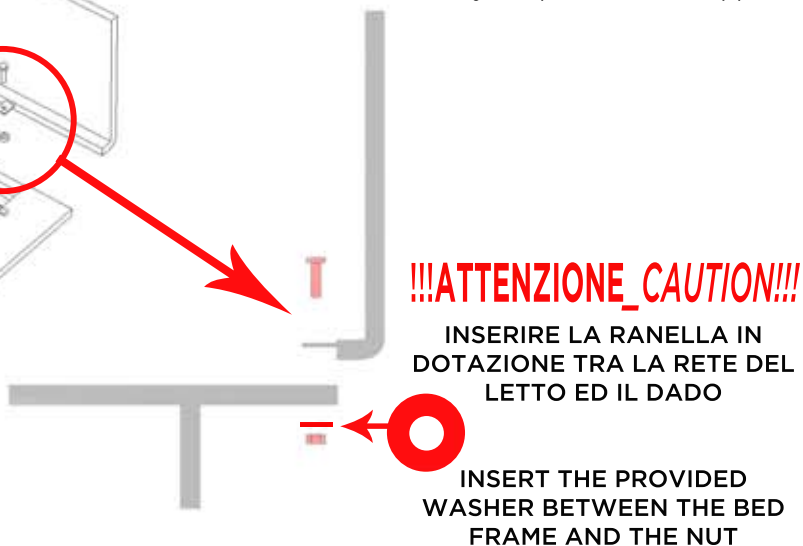 !!!ATTENZIONE_CAUTION!!!
INSERIRE LA RANELLA IN
DOTAZIONE TRA LA RETE DEL
LETTO ED IL DADO
INSERT THE PROVIDED
WASHER BETWEEN THE BED
FRAME AND THE NUT